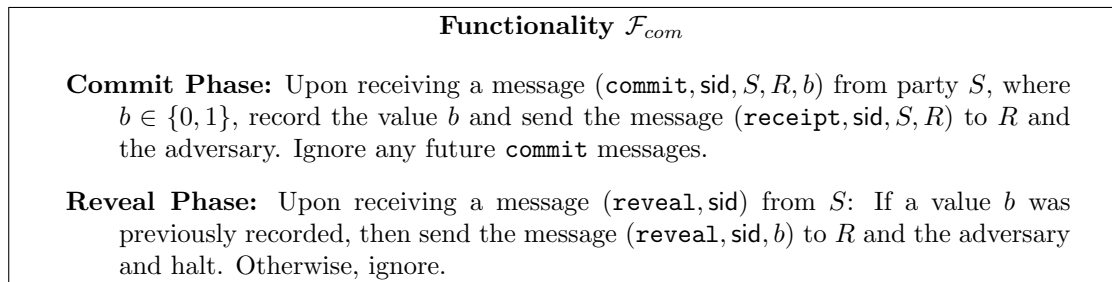 Functionality 𝓕com
Commit Phase: Upon receiving a message (commit, sid, S, R, b) from party S, where
b ∈ {0, 1}, record the value b and send the message (receipt, sid, S, R) to R and
the adversary. Ignore any future commit messages.
Reveal Phase: Upon receiving a message (reveal, sid) from S: If a value b was
previously recorded, then send the message (reveal, sid, b) to R and the adversary
and halt. Otherwise, ignore.